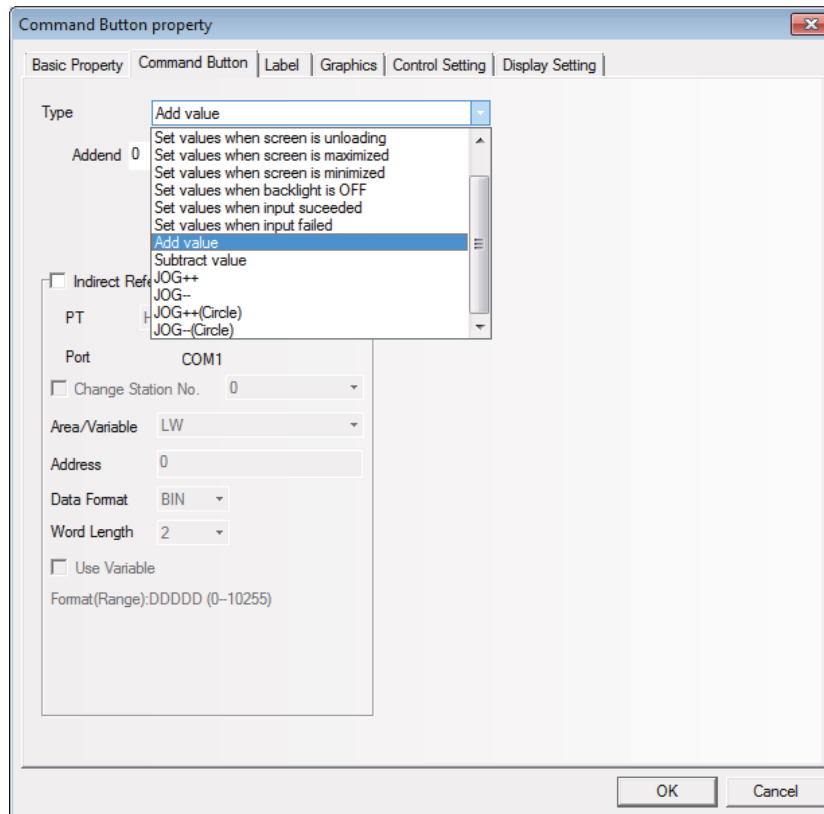 Command Button property
Basic Property Command Button Label Graphics Control Setting Display Setting
Type Add value
Set values when screen is unloading
Set values when screen is maximized
Addend 0
Set values when screen is minimized
Set values when backlight is OFF
Set values when input suceeded
Set values when input failed
Add value
Subtract value
JOG++
JOG--
JOG++(Circle)
JOG--(Circle)
Indirect Refe
PT H
Port COM1
Change Station No. 0
Area/Variable LW
Address 0
Data Format BIN
Word Length 2
Use Variable
Format(Range):DDDDD (0--10255)
OK Cancel